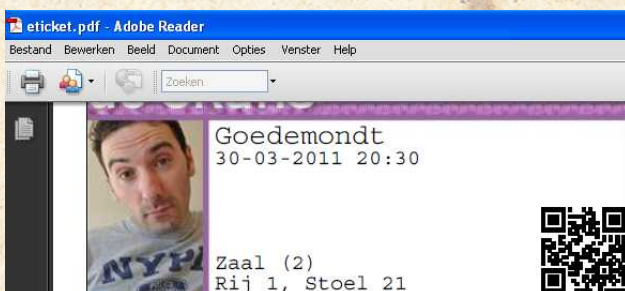 eticket.pdf - Adobe Reader
Bestand Bewerken Beeld Document Opties Venster Help
Zoeken
Goedemondt
30-03-2011 20:30
NYPD
Zaal (2)
Rij 1, Stoel 21